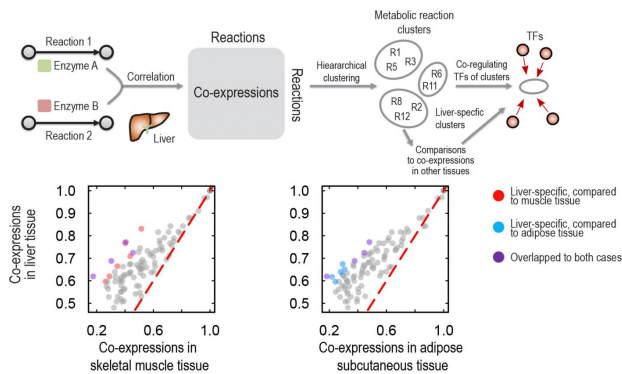 Reaction 1
Enzyme A
Enzyme B
Reaction 2
Correlation
Liver
Reactions
Co-expressions
Reactions
Hieararchical
clustering
Metabolic reaction
clusters
R1
R5
R3
R6
R11
R8
R2
R12
Co-regulating
TFs of clusters
TFs
Liver-specfic
clusters
Comparisons
to co-expressions
in other tissues
Co-expresions
in liver tissue
1.0
0.9
0.8
0.7
0.6
0.5
0.2
0.6
1.0
Co-expressions in
skeletal muscle tissue
1.0
0.9
0.8
0.7
0.6
0.5
0.2
0.6
1.0
Co-expressions in adipose
subcutaneous tissue
Liver-specific, compared
to muscle tissue
Liver-specific, compared
to adipose tissue
Overlapped to both cases